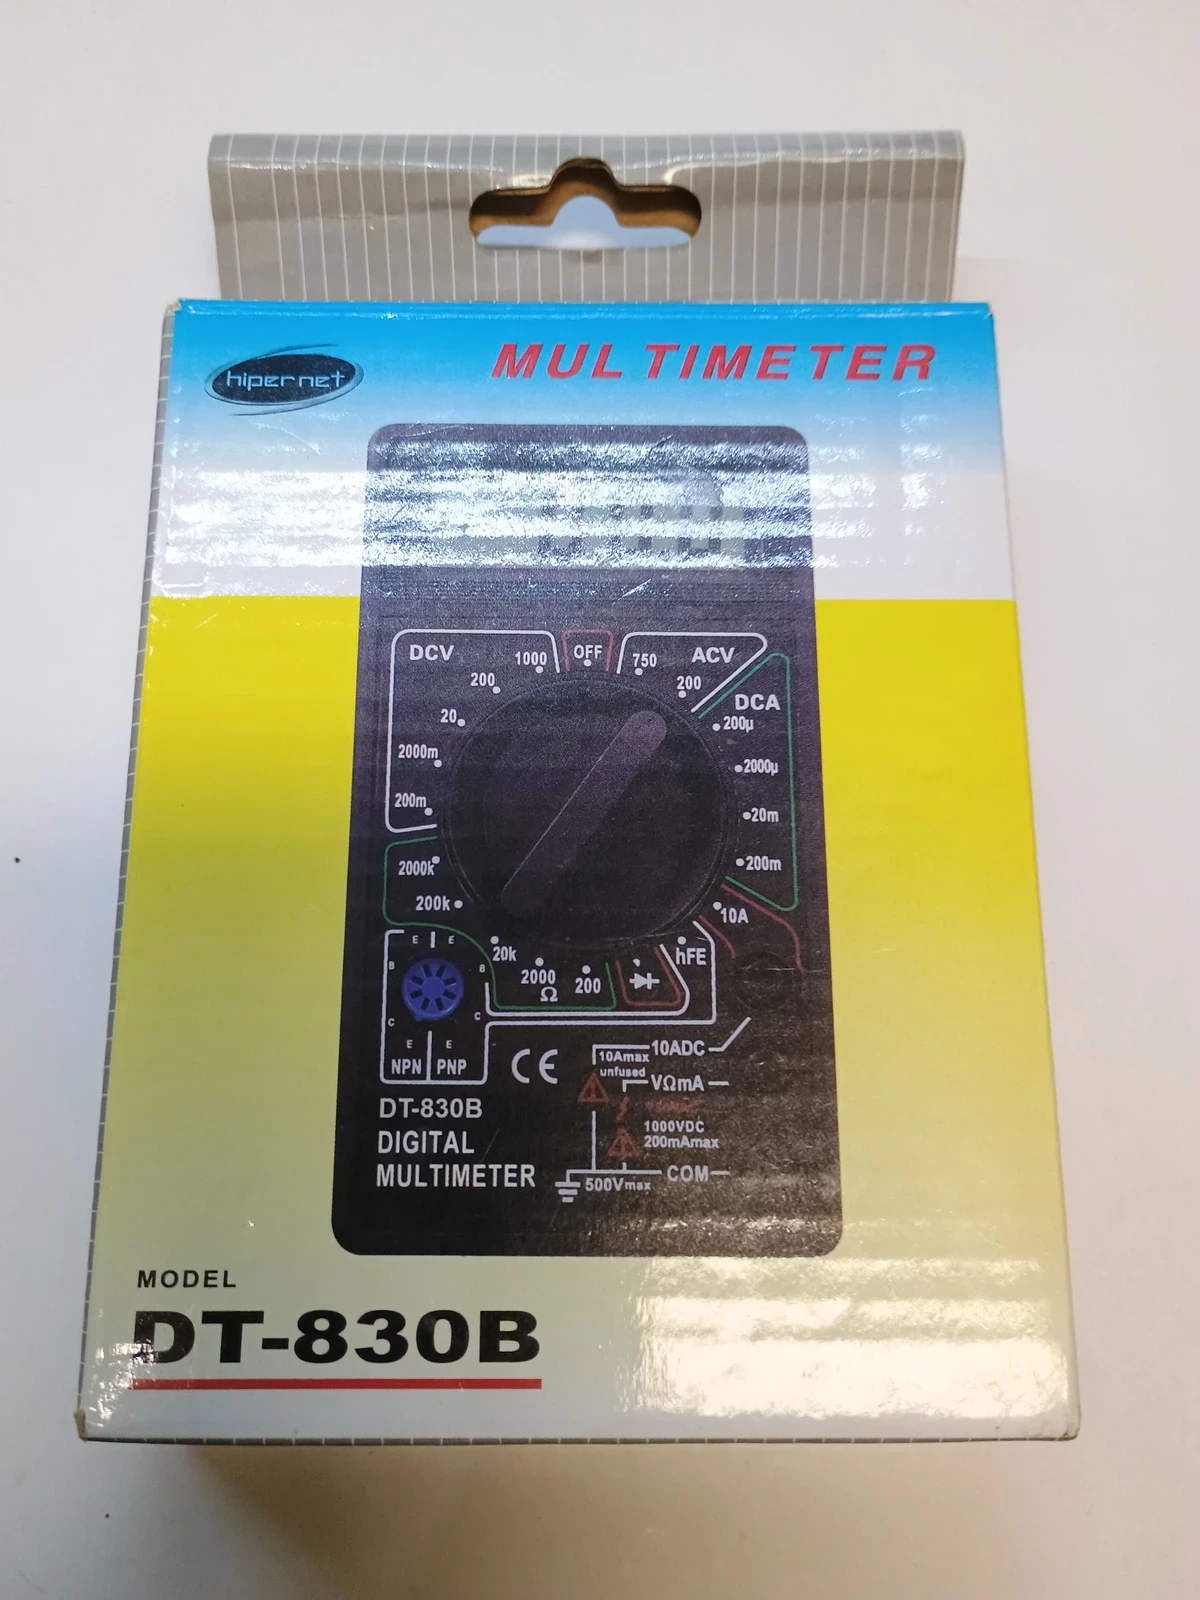 hipernet
MULTIMETER
DCV
1000
OFF
750
ACV
200
200
DCA
20
200µ
2000m
2000µ
200m
20m
2000k
200m
200k
10A
20k
2000
Ω
200
hFE
E E
B
B
C
C
E E
NPN PNP
CE
10Amax
unfused
10ADC
VΩmA
1000VDC
200mAmax
COM
500Vmax
DT-830B
DIGITAL
MULTIMETER
MODEL
DT-830B